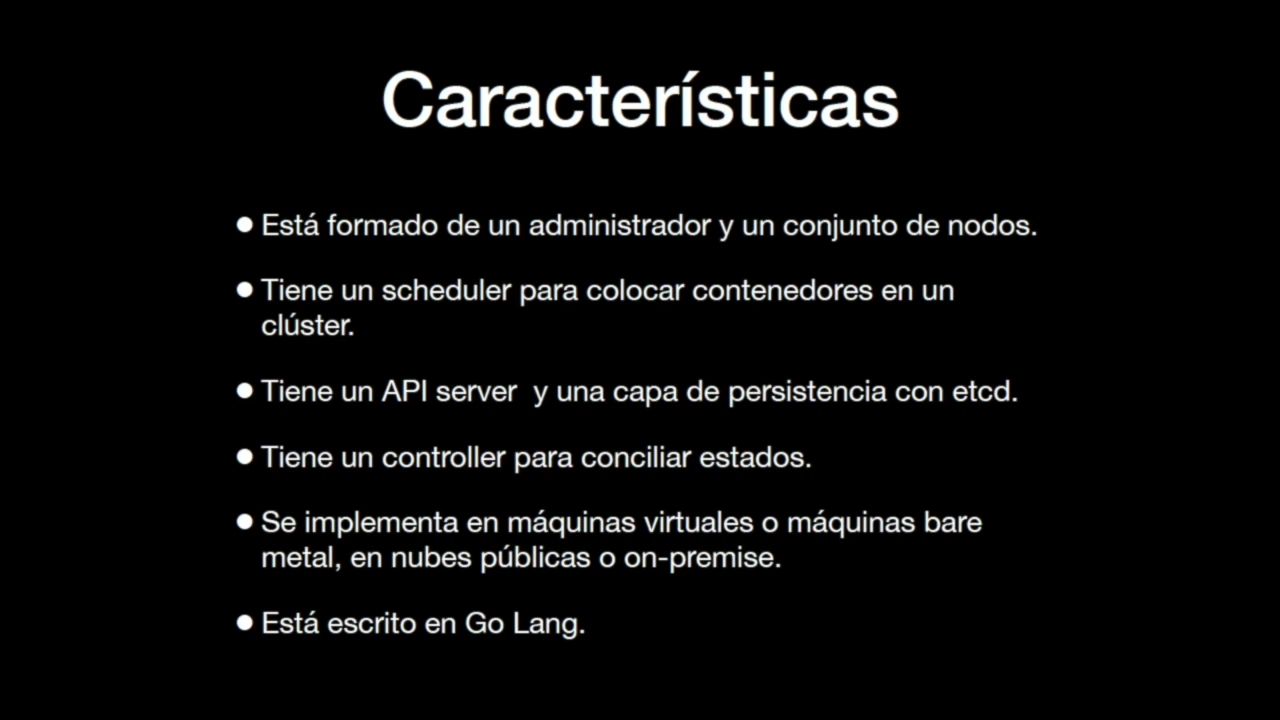 Características
● Está formado de un administrador y un conjunto de nodos.
● Tiene un scheduler para colocar contenedores en un
clúster.
● Tiene un API server  y una capa de persistencia con etcd.
● Tiene un controller para conciliar estados.
● Se implementa en máquinas virtuales o máquinas bare
metal, en nubes públicas o on-premise.
● Está escrito en Go Lang.